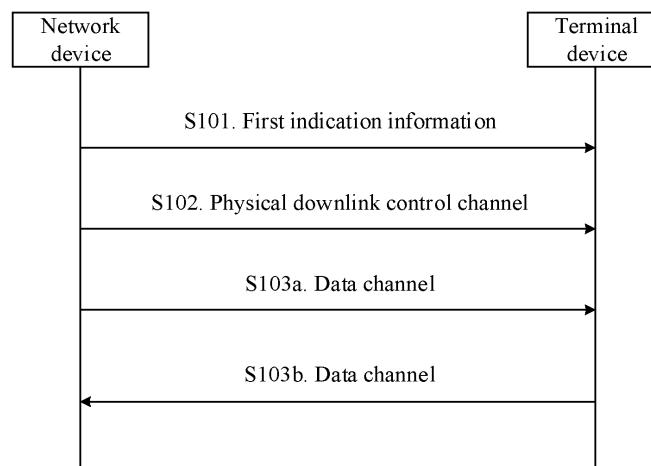 Network
device
Terminal
device
S101. First indication information
S102. Physical downlink control channel
S103a. Data channel
S103b. Data channel